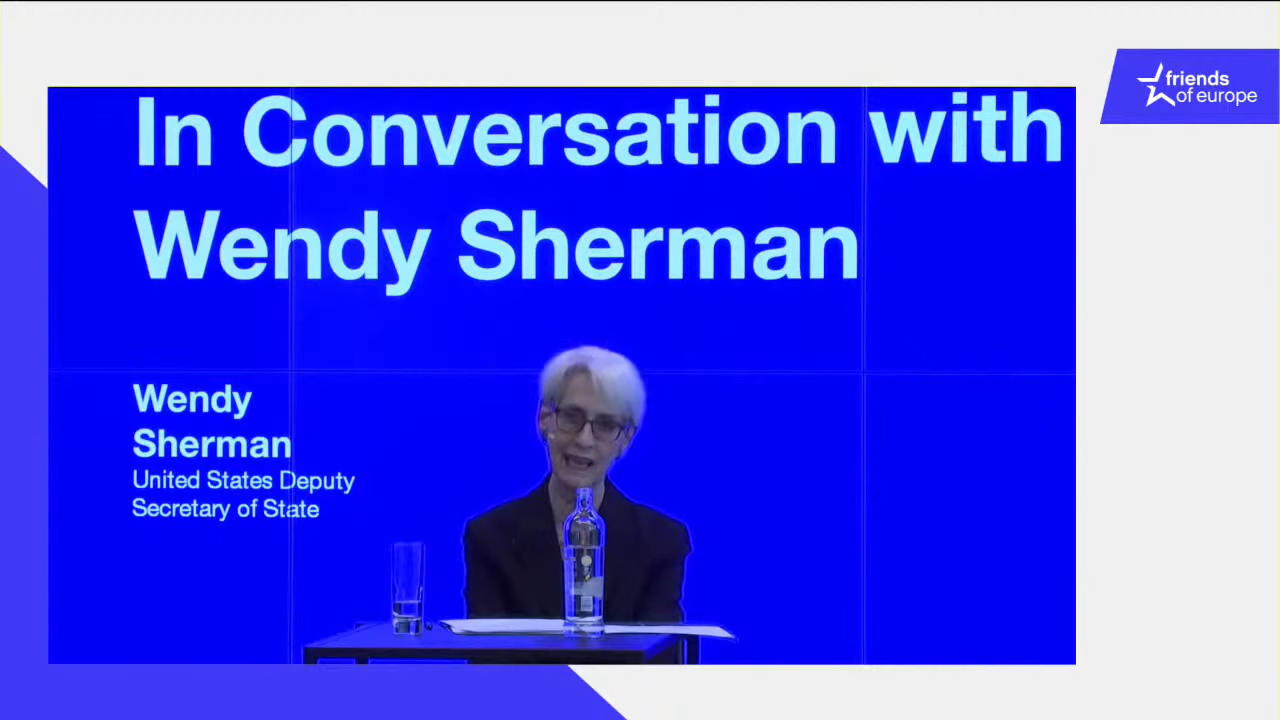 friends
of europe
In Conversation with
Wendy Sherman
Wendy
Sherman
United States Deputy
Secretary of State